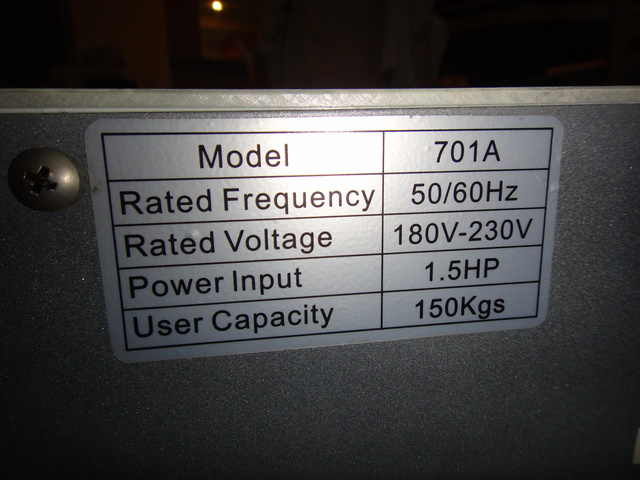 Model 701A
Rated Frequency 50/60Hz
Rated Voltage 180V-230V
Power Input 1.5HP
User Capacity 150Kgs